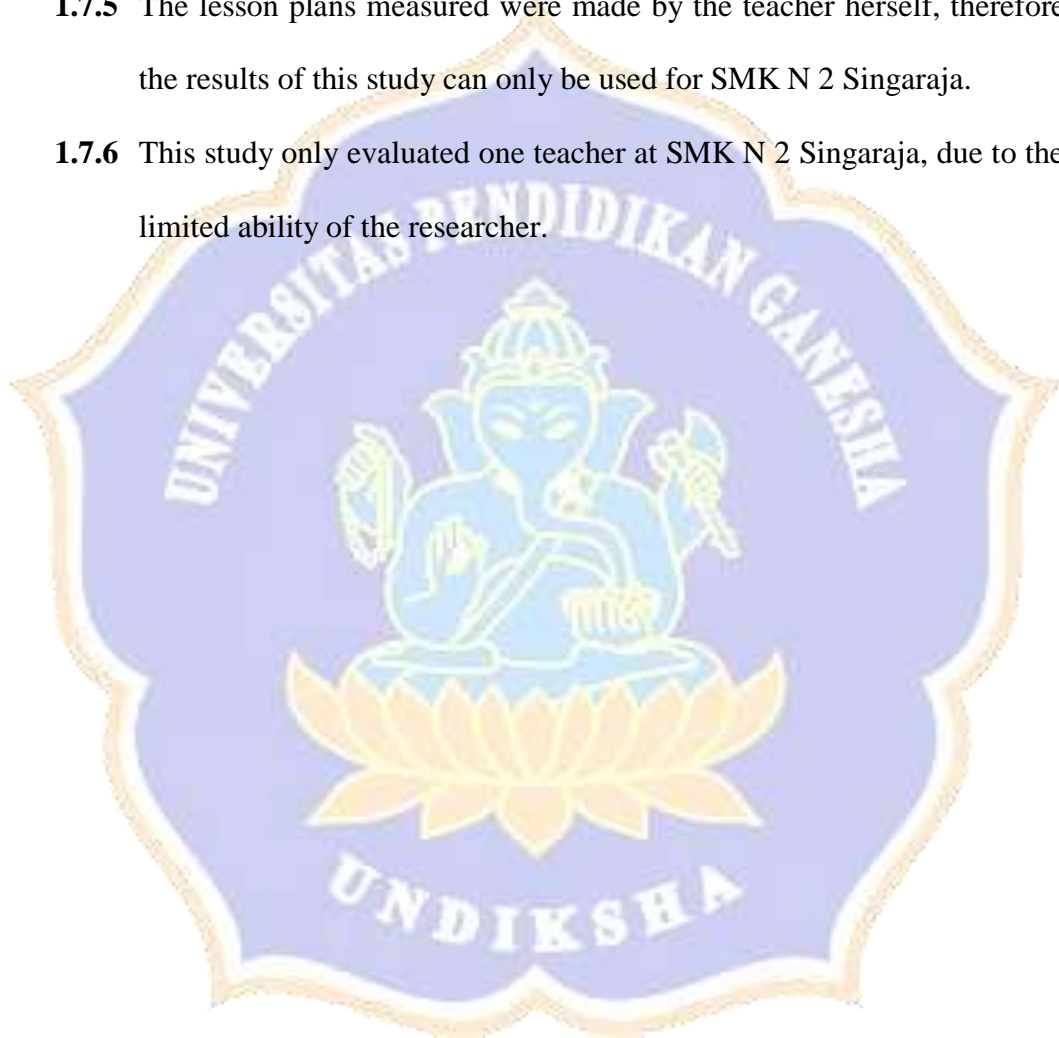 1.7.5 The lesson plans measured were made by the teacher herself, therefore
the results of this study can only be used for SMK N 2 Singaraja.
1.7.6 This study only evaluated one teacher at SMK N 2 Singaraja, due to the
limited ability of the researcher.
UNIVERSITAS PENDIDIKAN GANESHA
UNDIKSHA